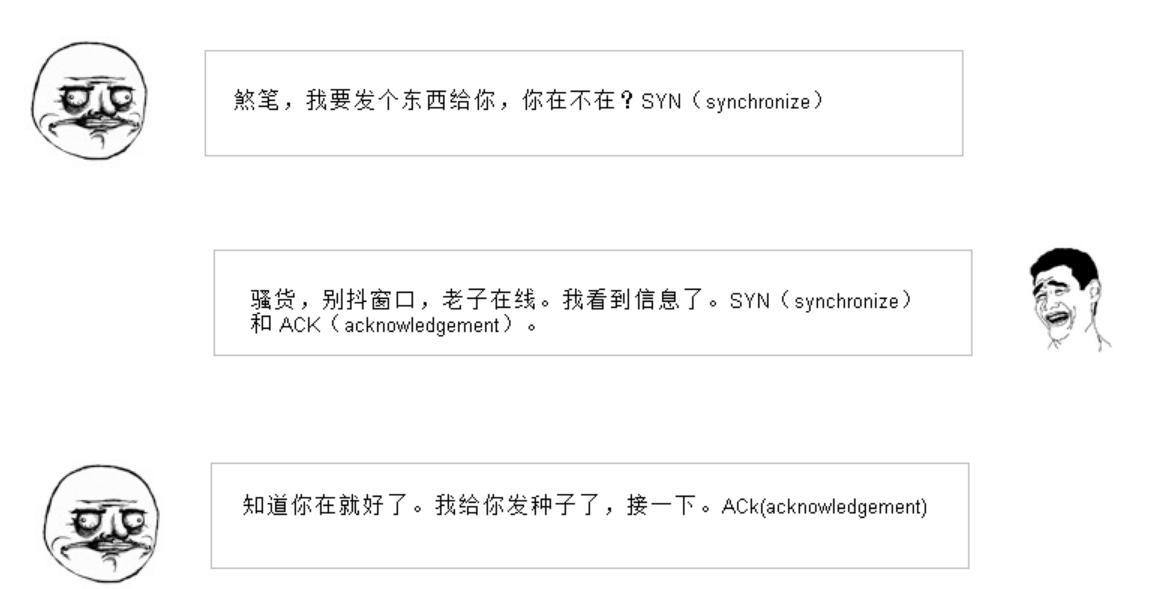 煞笔，我要发个东西给你，你在不在？SYN（synchronize）
骚货，别抖窗口，老子在线。我看到信息了。SYN（synchronize）
和 ACK（acknowledgement）。
知道你在就好了。我给你发种子了，接一下。ACk(acknowledgement)